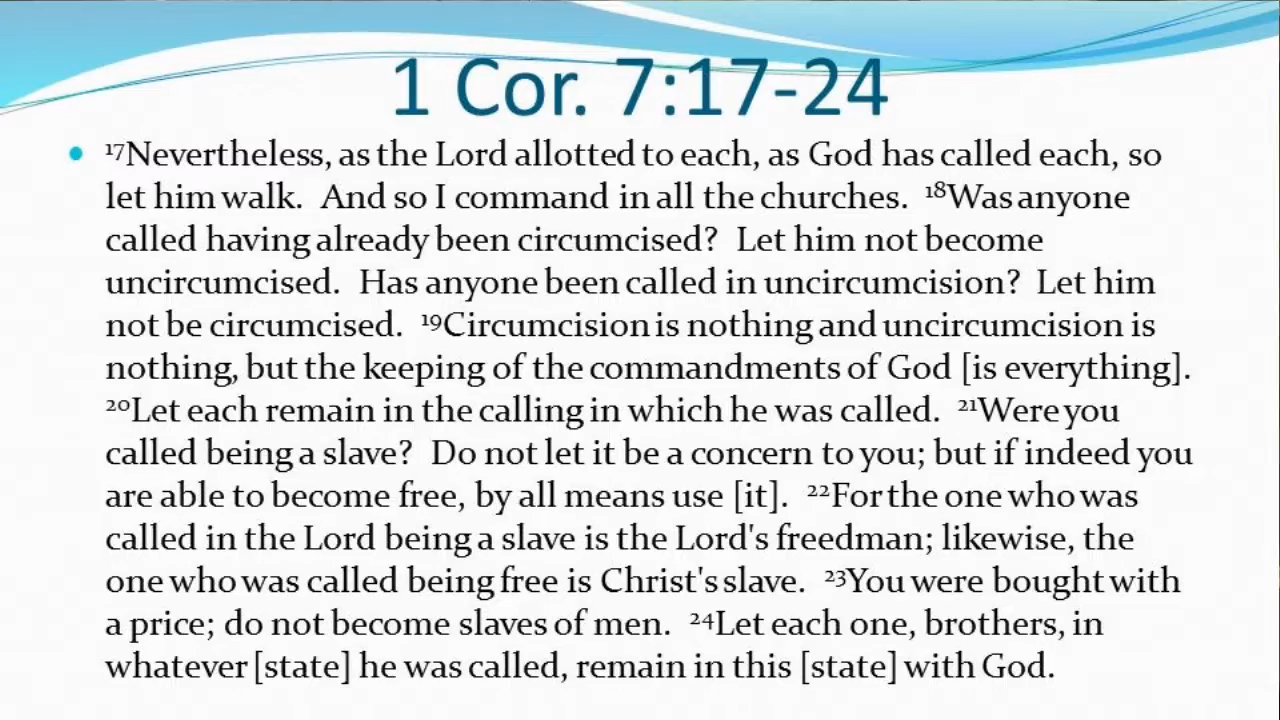 1 Cor. 7:17-24
• ¹⁷Nevertheless, as the Lord allotted to each, as God has called each, so
let him walk.  And so I command in all the churches.  ¹⁸Was anyone
called having already been circumcised?  Let him not become
uncircumcised.  Has anyone been called in uncircumcision?  Let him
not be circumcised.  ¹⁹Circumcision is nothing and uncircumcision is
nothing, but the keeping of the commandments of God [is everything].
²⁰Let each remain in the calling in which he was called.  ²¹Were you
called being a slave?  Do not let it be a concern to you; but if indeed you
are able to become free, by all means use [it].  ²²For the one who was
called in the Lord being a slave is the Lord's freedman; likewise, the
one who was called being free is Christ's slave.  ²³You were bought with
a price; do not become slaves of men.  ²⁴Let each one, brothers, in
whatever [state] he was called, remain in this [state] with God.